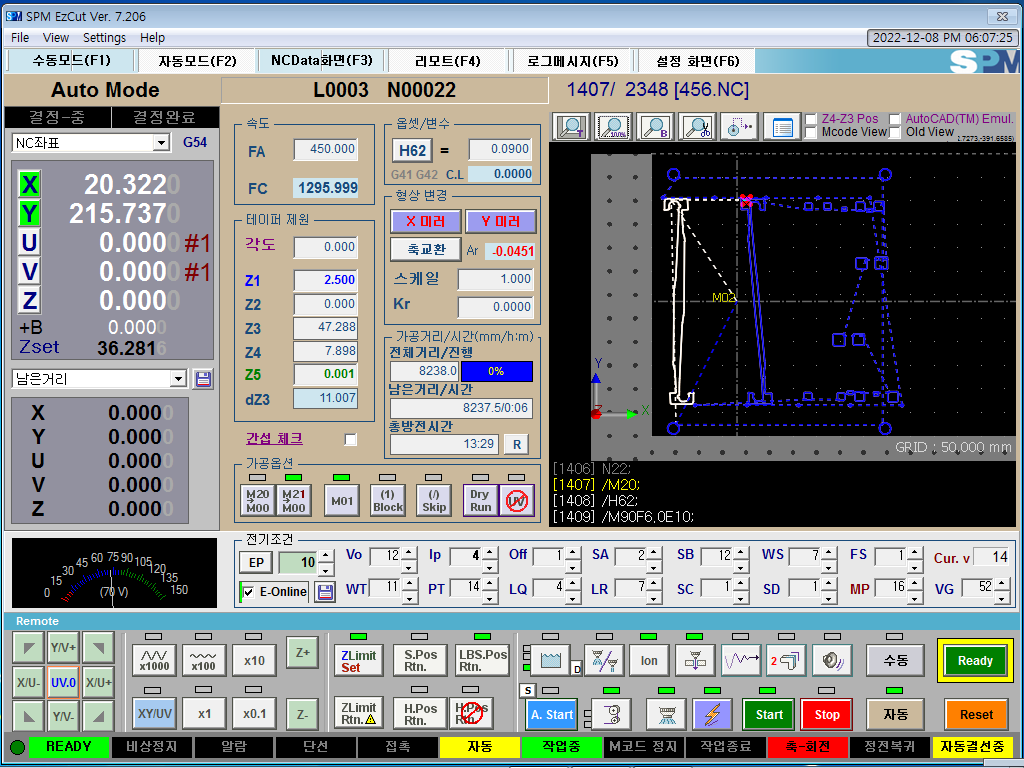 SPM EzCut Ver. 7.206
File View Settings Help
2022-12-08 PM 06:07:25
수동모드(F1) 자동모드(F2) NCData화면(F3) 리모트(F4) 로그메시지(F5) 설정 화면(F6)
SPM
Auto Mode
L0003 N00022
1407/ 2348 [456.NC]
결정-중 결정완료
NC좌표 G54
X 20.3220
Y 215.7370
U 0.0000 #1
V 0.0000 #1
Z 0.0000
+B 0.0000
Zset 36.2816
남은거리
X 0.0000
Y 0.0000
U 0.0000
V 0.0000
Z 0.0000
속도
FA 450.000
FC 1295.999
테이퍼 제원
각도 0.000
Z1 2.500
Z2 0.000
Z3 47.288
Z4 7.898
Z5 0.001
dZ3 11.007
간섭 체크
옵셋/변수
H62 = 0.0900
G41 G42 C.L 0.0000
형상 변경
X 미러 Y 미러
축교환 Ar -0.0451
스케일 1.000
Kr 0.0000
가공거리/시간(mm/h:m)
전체거리/진행
8238.0 0%
남은거리/시간
8237.5/0:06
총방전시간
13:29 R
가공옵션
M20 M00
M21 M00
M01
(1) Block
(/) Skip
Dry Run
UV
T 100% B
Z4-Z3 Pos AutoCAD(TM) Emul.
Mcode View Old View
M02
Y
Z X
GRID : 50,000 mm
[1406] N22;
[1407] /M20;
[1408] /H62;
[1409] /M90F6.0E10;
0 15 30 45 60 75 90 105 120 135 150
(70 V)
전기조건
EP 10
E-Online
Vo 12 Ip 4 Off 1 SA 2 SB 12 WS 7 FS 1 Cur. v 14
WT 11 PT 14 LQ 4 LR 7 SC 1 SD 1 MP 16 VG 52
Remote
Y/V+
X/U- UV.0 X/U+
Y/V-
x1000 x100 x10 Z+
XY/UV x1 x0.1 Z-
ZLimit Set
S.Pos Rtn.
LBS.Pos Rtn.
ZLimit Rtn.
H.Pos Rtn.
D
Ion
2
수동
Ready
S
A. Start
Start
Stop
자동
Reset
READY 비상정지 알람 단선 접촉 자동 작업중 M코드 정지 작업종료 축-회전 정전복귀 자동결선중